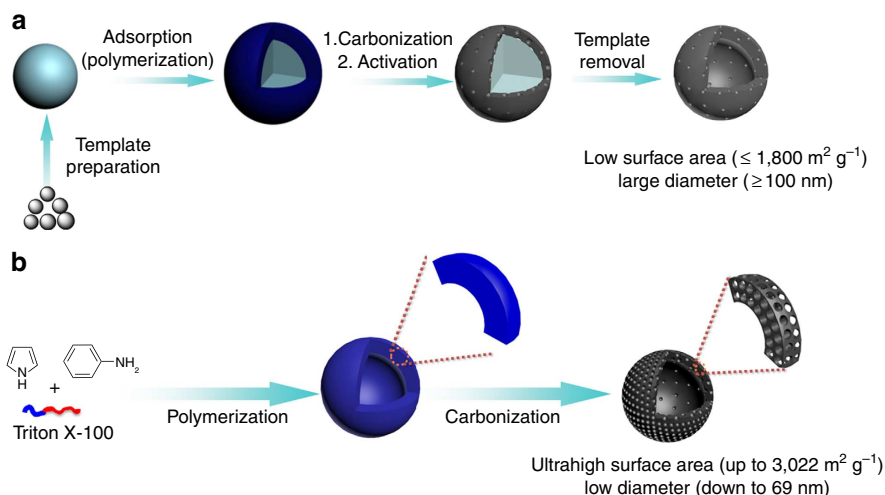 a
Adsorption
(polymerization)
1.Carbonization
2. Activation
Template
removal
Template
preparation
Low surface area (≤ 1,800 m² g⁻¹)
large diameter (≥100 nm)
b
N
H
+
NH₂
Triton X-100
Polymerization
Carbonization
Ultrahigh surface area (up to 3,022 m² g⁻¹)
low diameter (down to 69 nm)